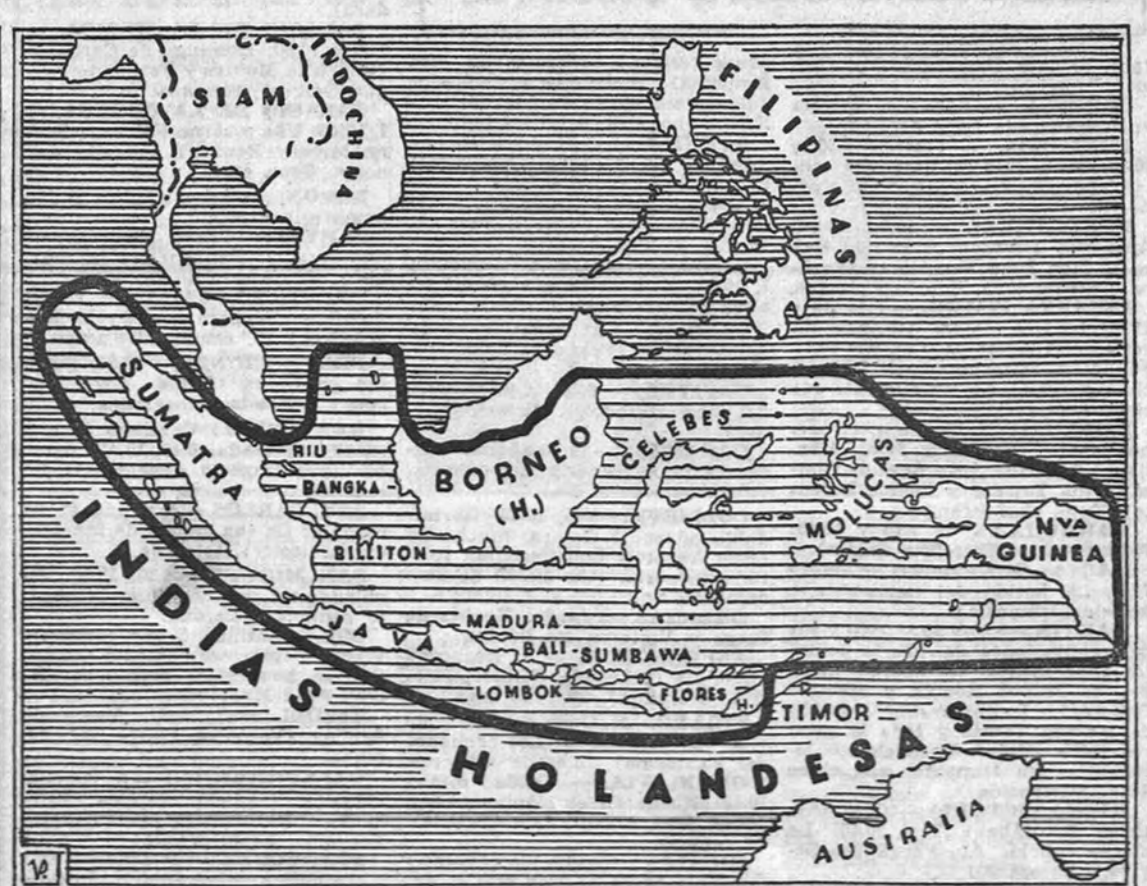 SIAM
INDOCHINA
FILIPINAS
SUMATRA
RIU
BANGKA
BILLITON
BORNEO
(H.)
CELEBES
MOLUCAS
NVA
GUINEA
JAVA
MADURA
BALI-SUMBAWA
LOMBOK
FLORES
H.
TIMOR
INDIAS
HOLANDESAS
AUSTRALIA